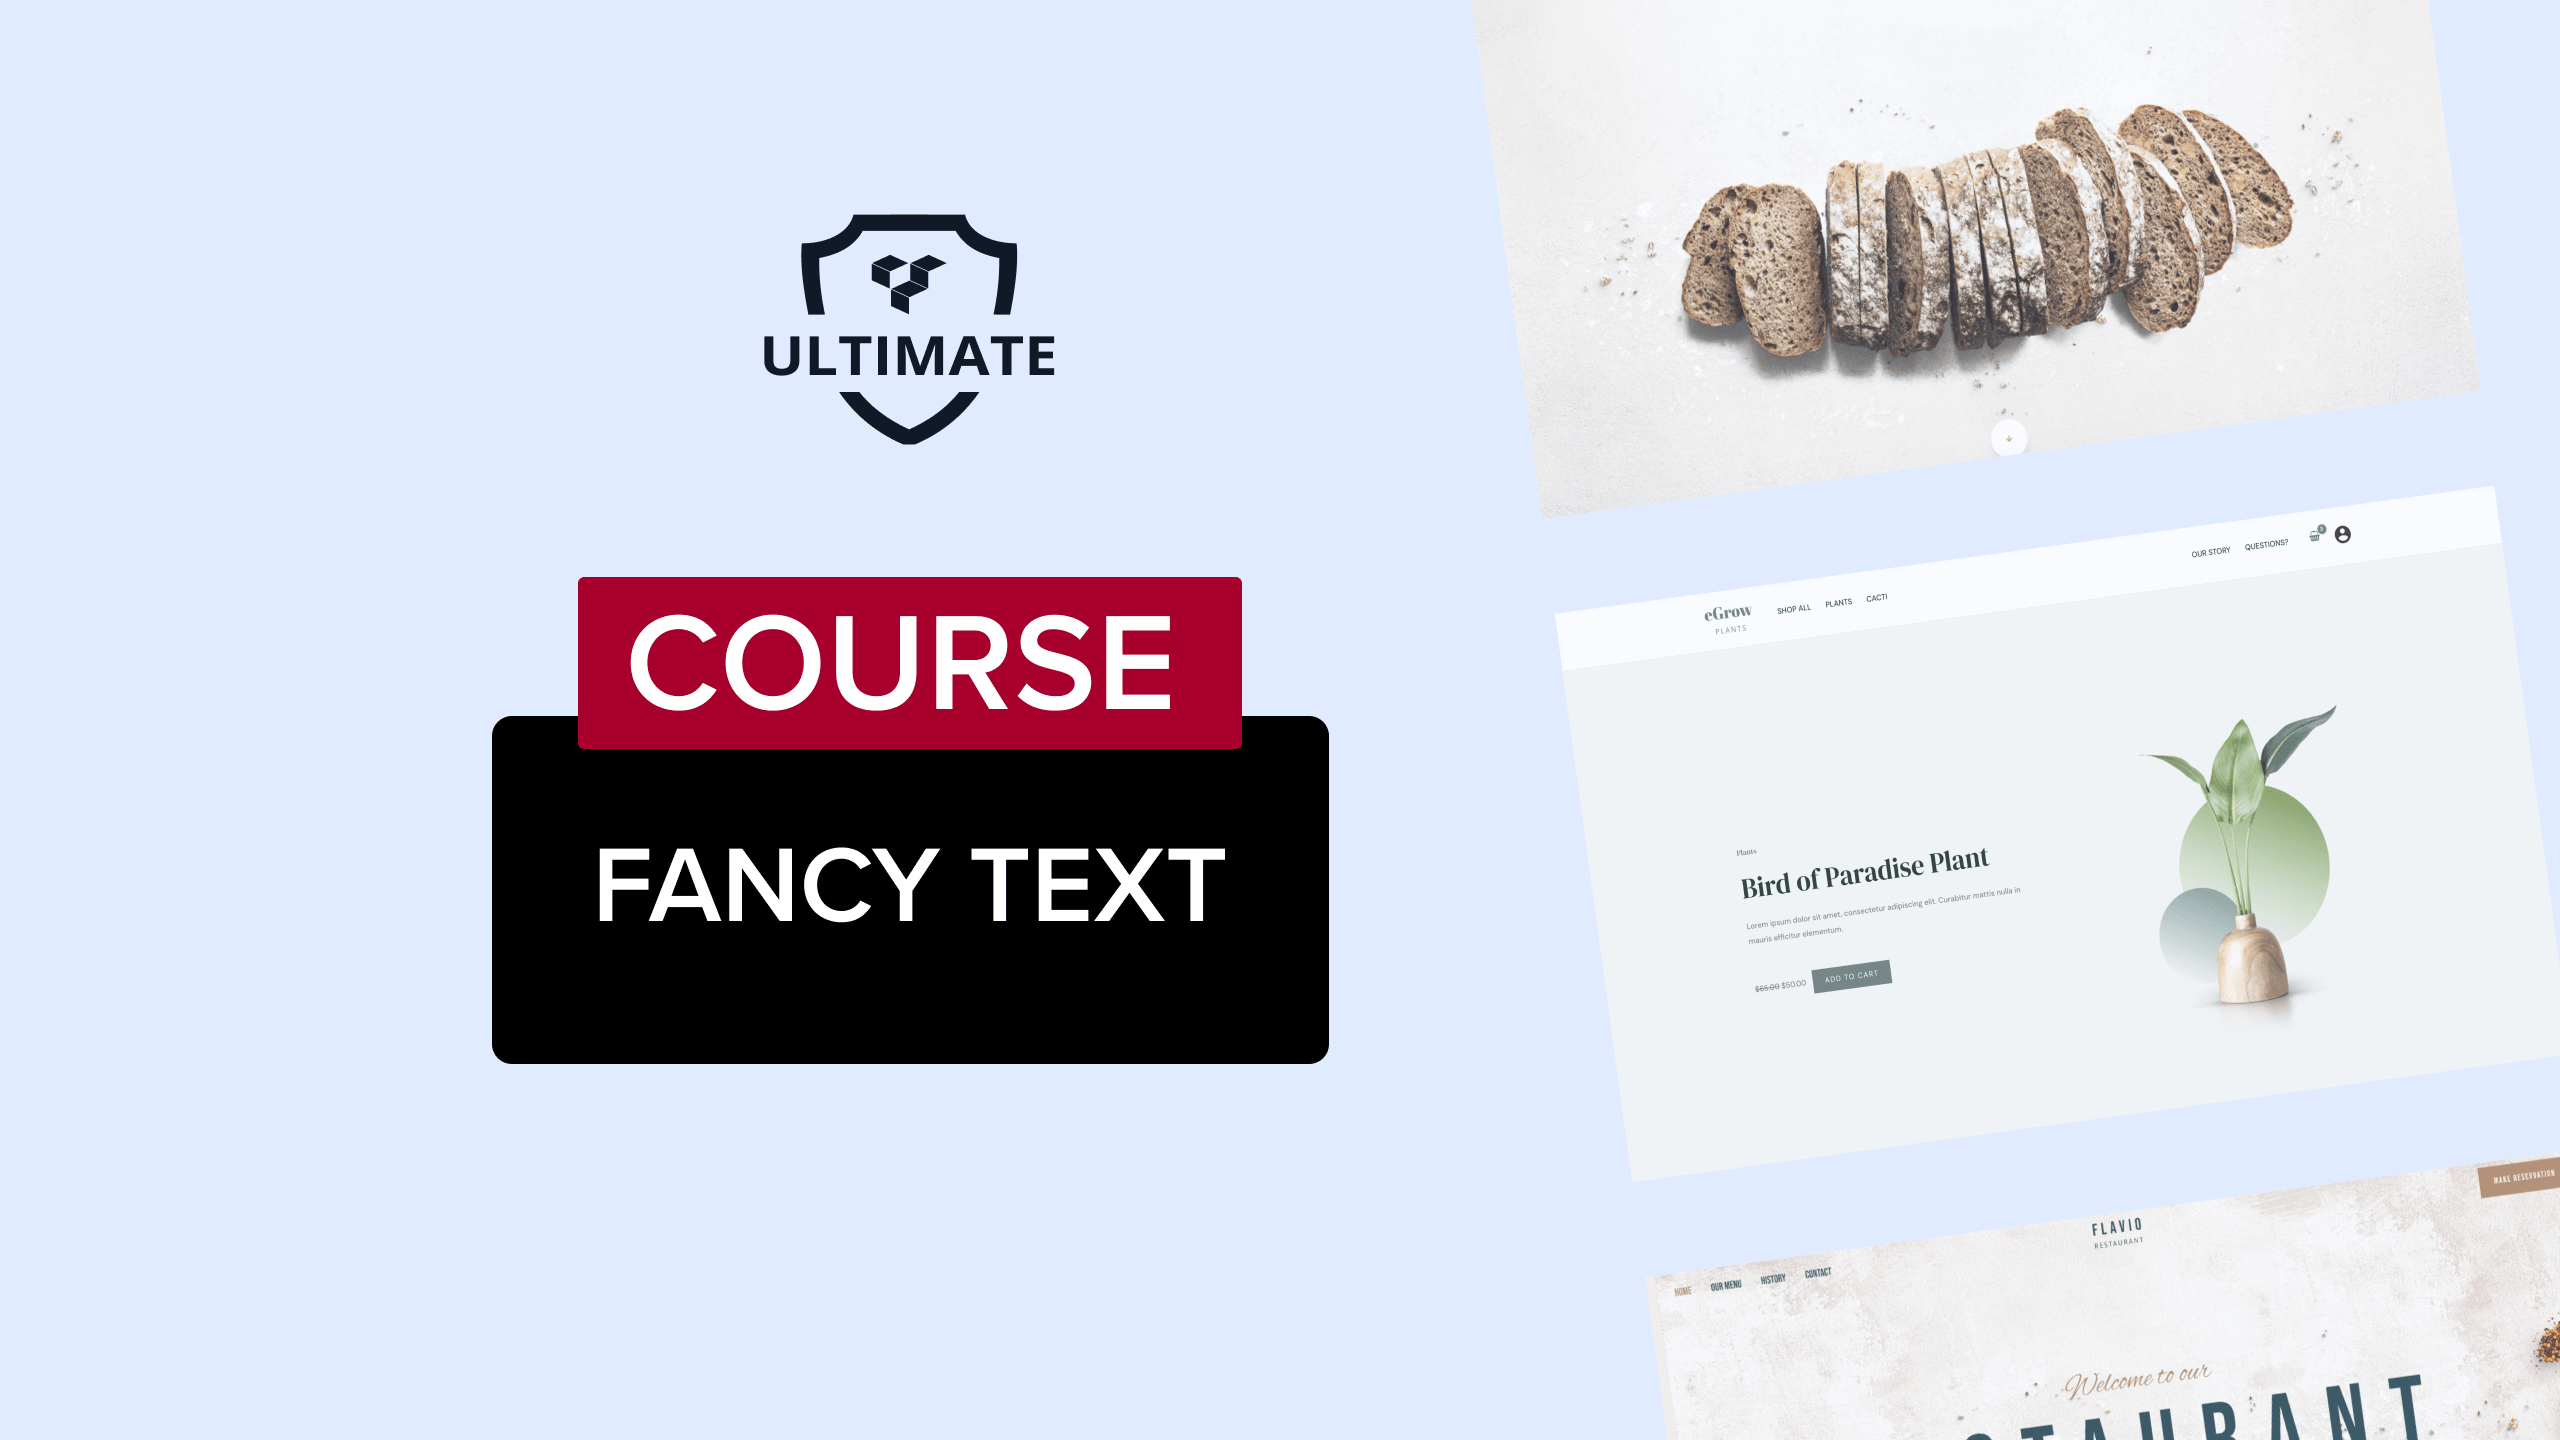 ULTIMATE
COURSE
FANCY TEXT
eGrow
PLANTS
SHOP ALL PLANTS CACTI
OUR STORY QUESTIONS?
Plants
Bird of Paradise Plant
Lorem ipsum dolor sit amet, consectetur adipiscing elit. Curabitur mattis nulla in
mauris efficitur elementum.
$65.00 $50.00 ADD TO CART
MAKE RESERVATION
FLAVIO
RESTAURANT
HOME OUR MENU HISTORY CONTACT
Welcome to our
STAURANT